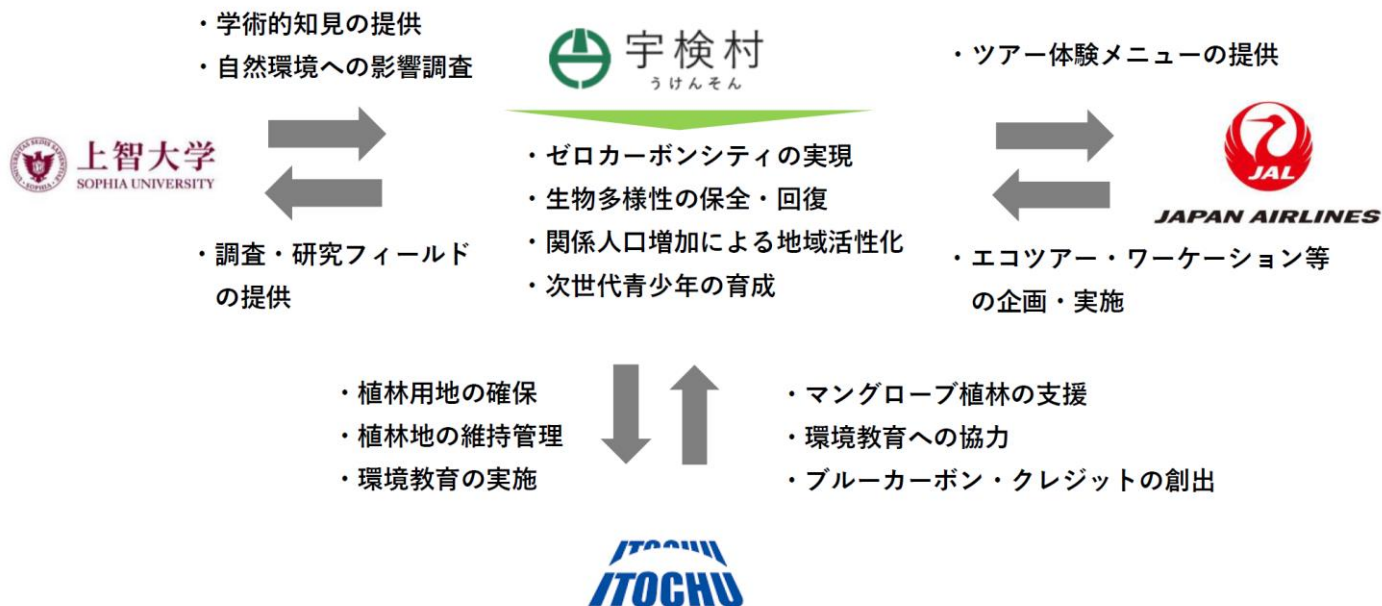 ・学術的知見の提供
・自然環境への影響調査
宇検村
うけんそん
・ツアー体験メニューの提供
上智大学
SOPHIA UNIVERSITY
・ゼロカーボンシティの実現
・生物多様性の保全・回復
・関係人口増加による地域活性化
・次世代青少年の育成
JAL
JAPAN AIRLINES
・調査・研究フィールド
の提供
・エコツアー・ワーケーション等
の企画・実施
・植林用地の確保
・植林地の維持管理
・環境教育の実施
・マングローブ植林の支援
・環境教育への協力
・ブルーカーボン・クレジットの創出
ITOCHU
ITOCHU